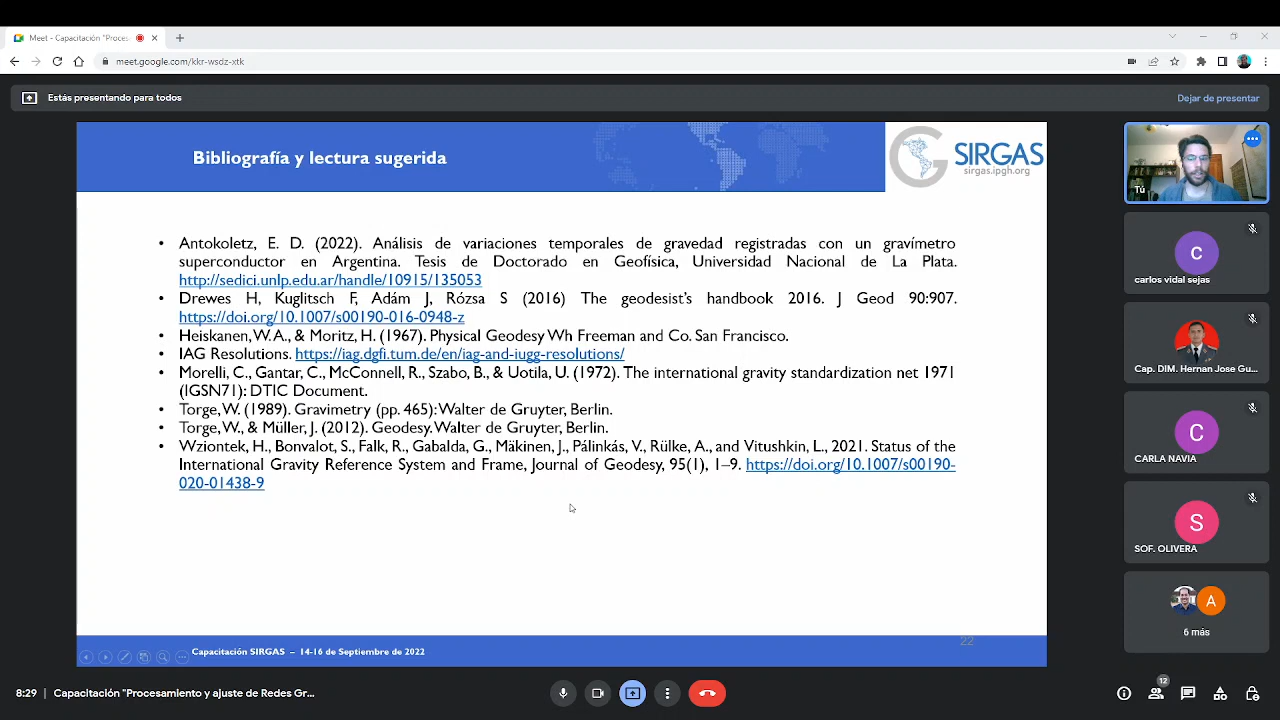 Meet - Capacitación "Proces
meet.google.com/kkr-wsdz-xtk
Estás presentando para todos
Dejar de presentar
Bibliografía y lectura sugerida
SIRGAS
sirgas.ipgh.org
• Antokoletz, E. D. (2022). Análisis de variaciones temporales de gravedad registradas con un gravímetro
superconductor en Argentina. Tesis de Doctorado en Geofísica, Universidad Nacional de La Plata.
http://sedici.unlp.edu.ar/handle/10915/135053
• Drewes H, Kuglitsch F, Adám J, Rózsa S (2016) The geodesist's handbook 2016. J Geod 90:907.
https://doi.org/10.1007/s00190-016-0948-z
• Heiskanen, W. A., & Moritz, H. (1967). Physical Geodesy Wh Freeman and Co. San Francisco.
• IAG Resolutions. https://iag.dgfi.tum.de/en/iag-and-iugg-resolutions/
• Morelli, C., Gantar, C., McConnell, R., Szabo, B., & Uotila, U. (1972). The international gravity standardization net 1971
(IGSN71): DTIC Document.
• Torge, W. (1989). Gravimetry (pp. 465): Walter de Gruyter, Berlin.
• Torge, W., & Müller, J. (2012). Geodesy. Walter de Gruyter, Berlin.
• Wziontek, H., Bonvalot, S., Falk, R., Gabalda, G., Mäkinen, J., Pálinkás, V., Rülke, A., and Vitushkin, L., 2021. Status of the
International Gravity Reference System and Frame, Journal of Geodesy, 95(1), 1–9. https://doi.org/10.1007/s00190-
020-01438-9
22
Capacitación SIRGAS – 14-16 de Septiembre de 2022
Tú
C
carlos vidal sejas
Cap. DIM. Hernan Jose Gu...
C
CARLA NAVIA
S
SOF. OLIVERA
A
6 más
8:29 | Capacitación "Procesamiento y ajuste de Redes Gr...
12